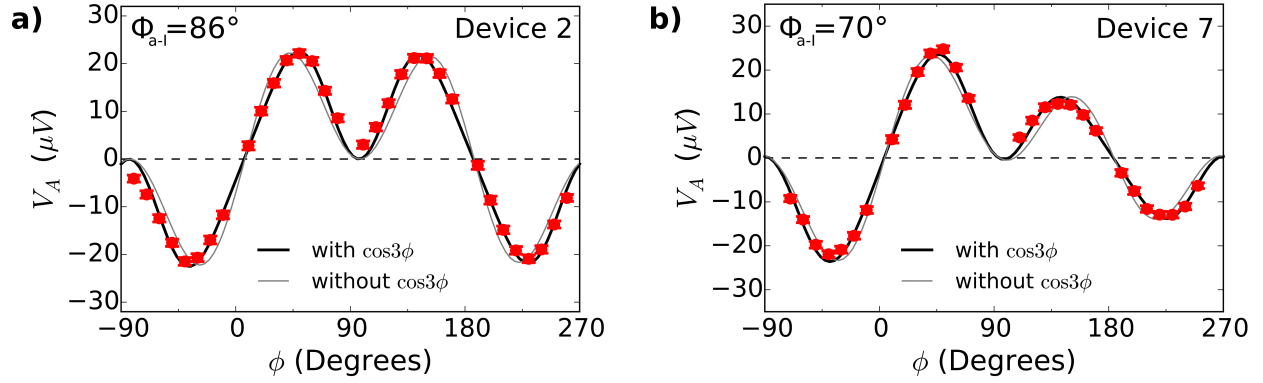 a)
Φa-I=86°
Device 2
30
20
10
0
−10
−20
−30
V_A (μV)
with cos3ϕ
without cos3ϕ
−90 0 90 180 270
ϕ (Degrees)
b)
Φa-I=70°
Device 7
30
20
10
0
−10
−20
−30
V_A (μV)
with cos3ϕ
without cos3ϕ
−90 0 90 180 270
ϕ (Degrees)